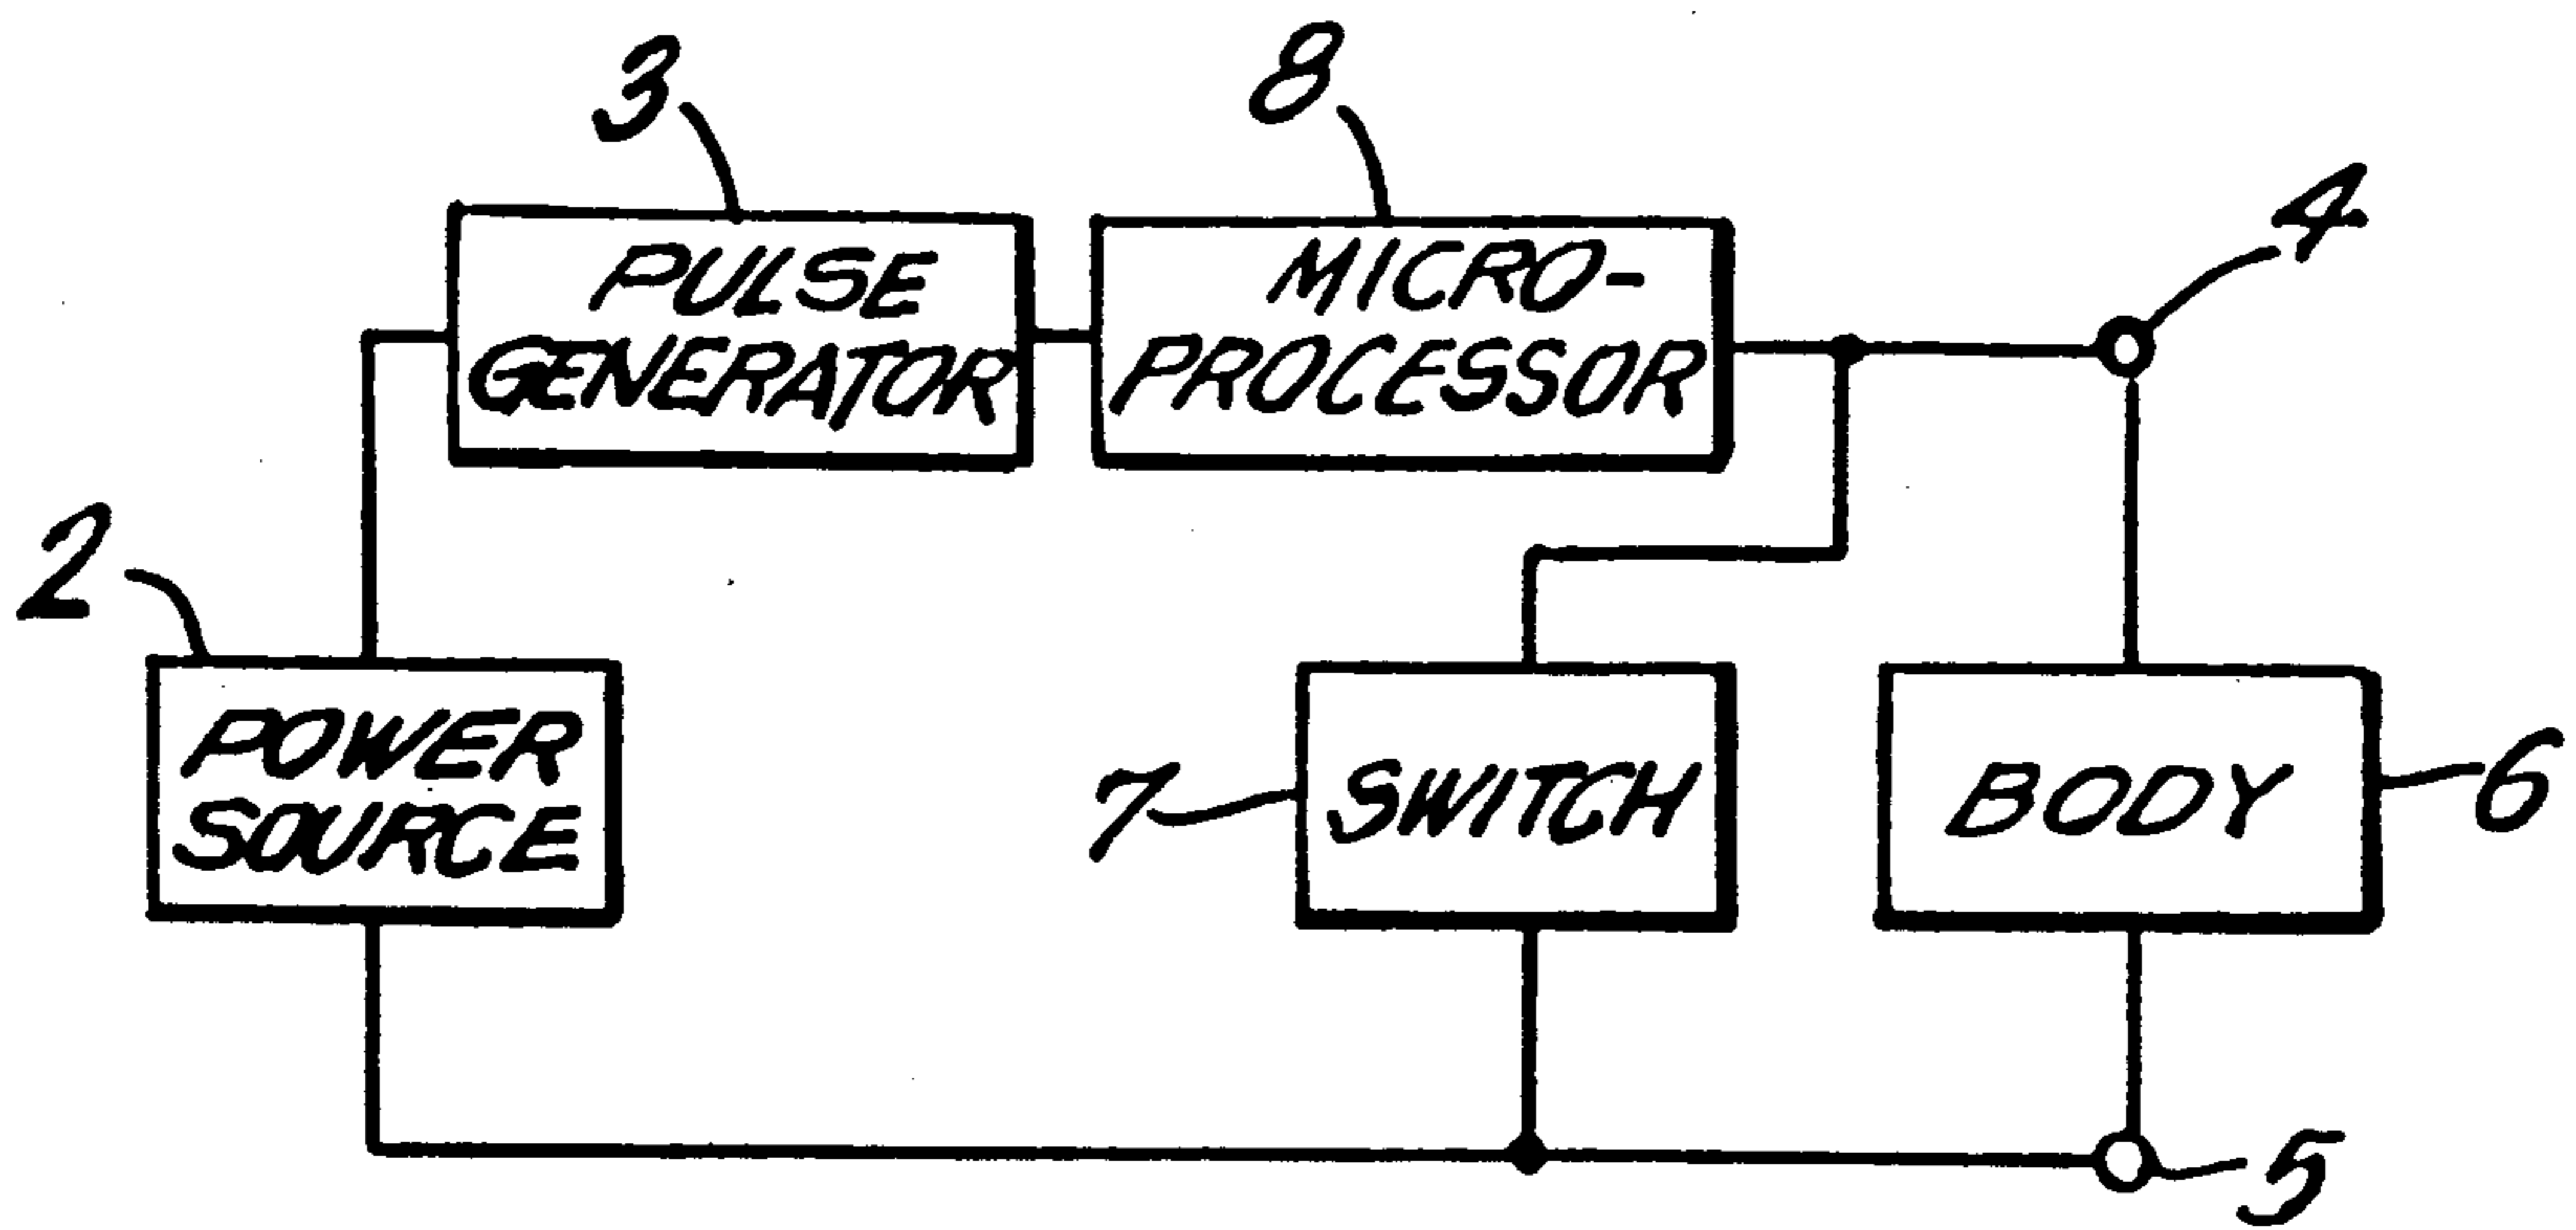 3
8
4
PULSE
GENERATOR
MICRO-
PROCESSOR
2
POWER
SOURCE
7
SWITCH
BODY
6
5